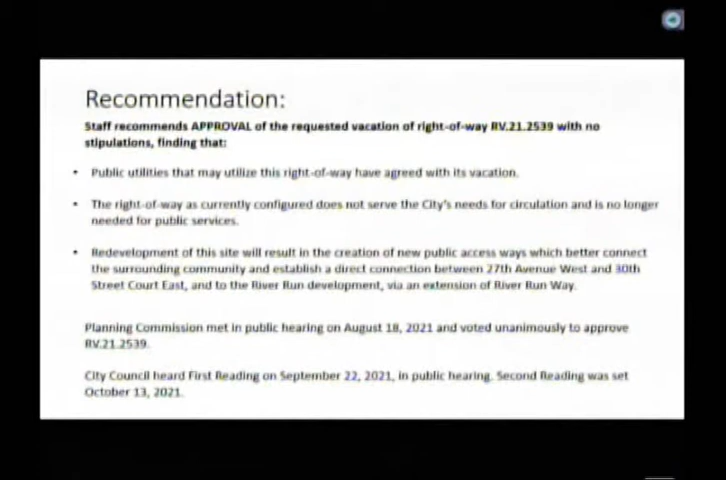 Recommendation:
Staff recommends APPROVAL of the requested vacation of right-of-way RV.21.2539 with no
stipulations, finding that:
• Public utilities that may utilize this right-of-way have agreed with its vacation.
• The right-of-way as currently configured does not serve the City's needs for circulation and is no longer
needed for public services.
• Redevelopment of this site will result in the creation of new public access ways which better connect
the surrounding community and establish a direct connection between 27th Avenue West and 30th
Street Court East, and to the River Run development, via an extension of River Run Way.
Planning Commission met in public hearing on August 18, 2021 and voted unanimously to approve
RV.21.2539.
City Council heard First Reading on September 22, 2021, in public hearing. Second Reading was set
October 13, 2021.